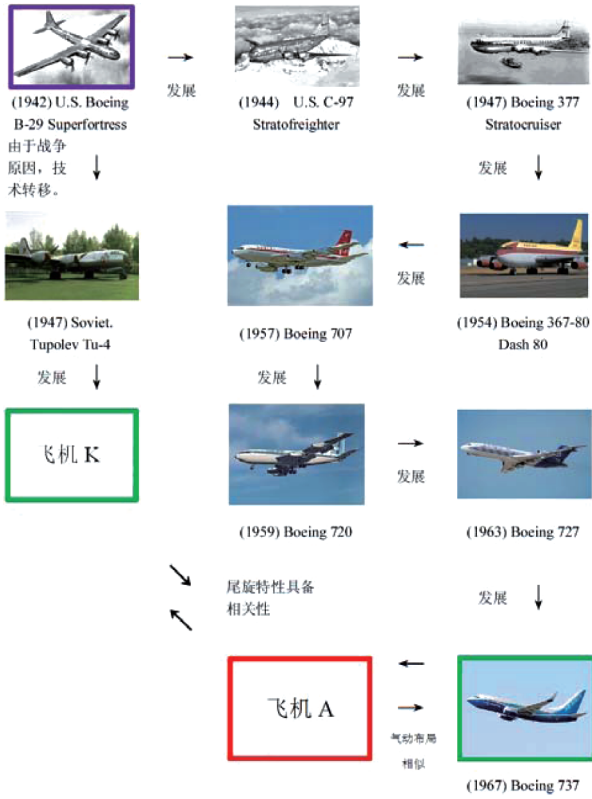 发展
发展
(1942) U.S. Boeing
B-29 Superfortress
(1944) U.S. C-97
Stratofreighter
(1947) Boeing 377
Stratocruiser
由于战争
原因，技
术转移。
发展
发展
(1947) Soviet.
Tupolev Tu-4
(1957) Boeing 707
(1954) Boeing 367-80
Dash 80
发展
发展
飞机 K
发展
(1959) Boeing 720
(1963) Boeing 727
尾旋特性具备
相关性
发展
飞机 A
气动布局
相似
(1967) Boeing 737